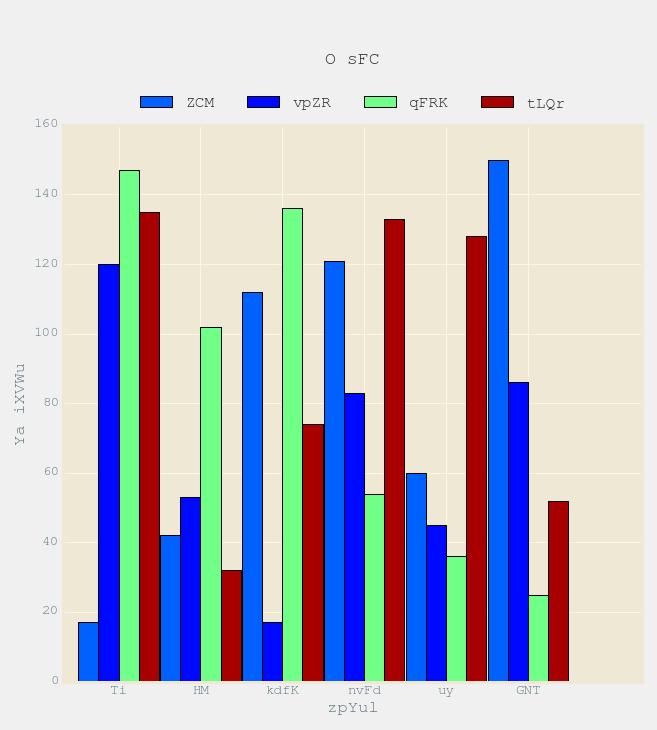 O sFC
ZCM vpZR qFRK tLQr
160
140
120
100
80
60
40
20
0
Ya iXVWu
Ti HM kdfK nvFd uy GNT
zpYul